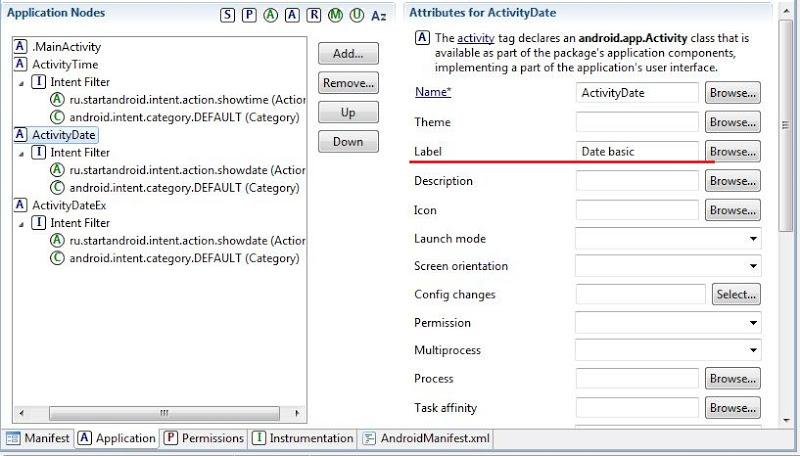 Application Nodes
S P A A R M U Az
A .MainActivity
A ActivityTime
I Intent Filter
A ru.startandroid.intent.action.showtime (Action
C android.intent.category.DEFAULT (Category)
A ActivityDate
I Intent Filter
A ru.startandroid.intent.action.showdate (Action
C android.intent.category.DEFAULT (Category)
A ActivityDateEx
I Intent Filter
A ru.startandroid.intent.action.showdate (Action
C android.intent.category.DEFAULT (Category)
Add...
Remove...
Up
Down
Attributes for ActivityDate
A The activity tag declares an android.app.Activity class that is
available as part of the package's application components,
implementing a part of the application's user interface.
Name* ActivityDate Browse...
Theme Browse...
Label Date basic Browse...
Description Browse...
Icon Browse...
Launch mode
Screen orientation
Config changes Select...
Permission
Multiprocess
Process Browse...
Task affinity Browse...
Manifest A Application P Permissions I Instrumentation AndroidManifest.xml